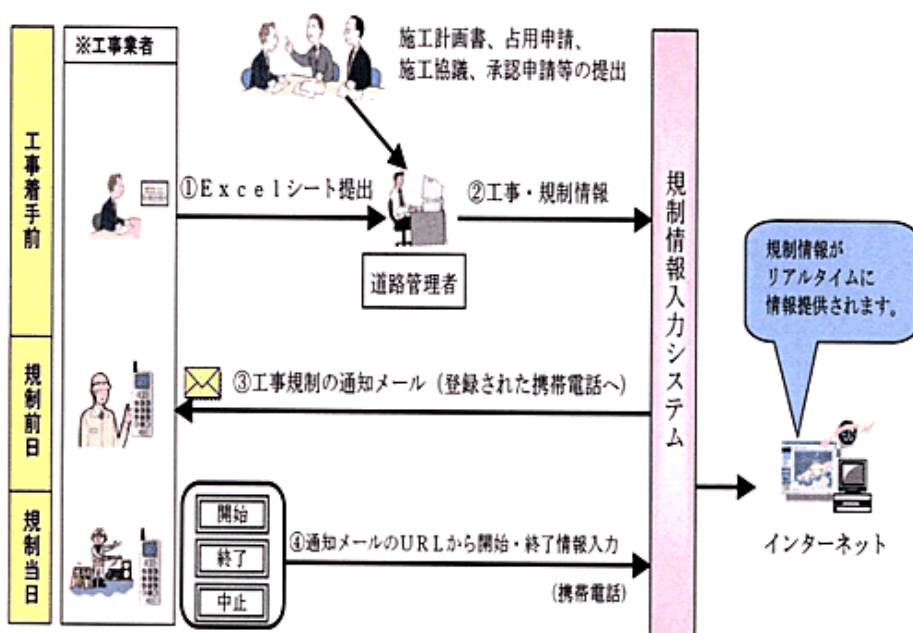 ※工事業者
施工計画書、占用申請、
施工協議、承認申請等の提出
工事着手前
①Excelシート提出
②工事・規制情報
道路管理者
規制情報入力システム
規制情報が
リアルタイムに
情報提供されます。
規制前日
③工事規制の通知メール（登録された携帯電話へ）
規制当日
開始
終了
中止
④通知メールのURLから開始・終了情報入力
(携帯電話)
インターネット